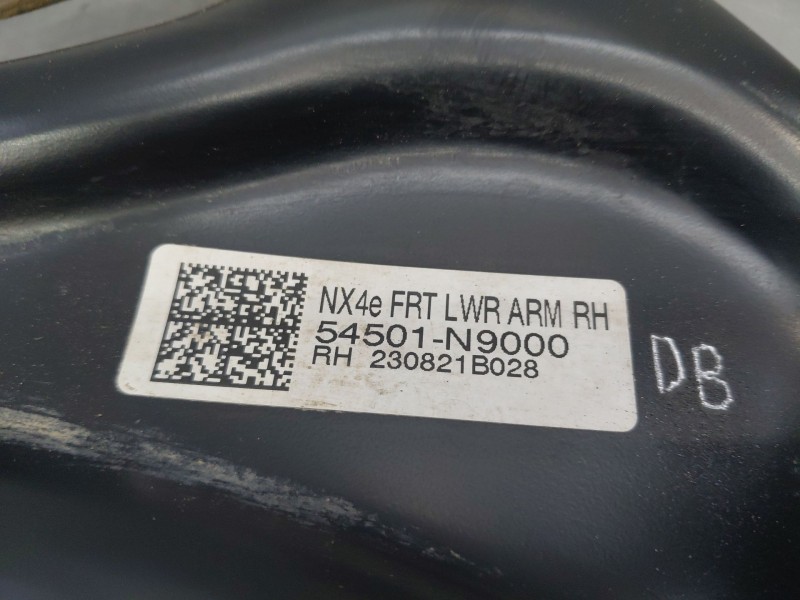 NX4e FRT LWR ARM RH
54501-N9000
RH 230821B028
DB